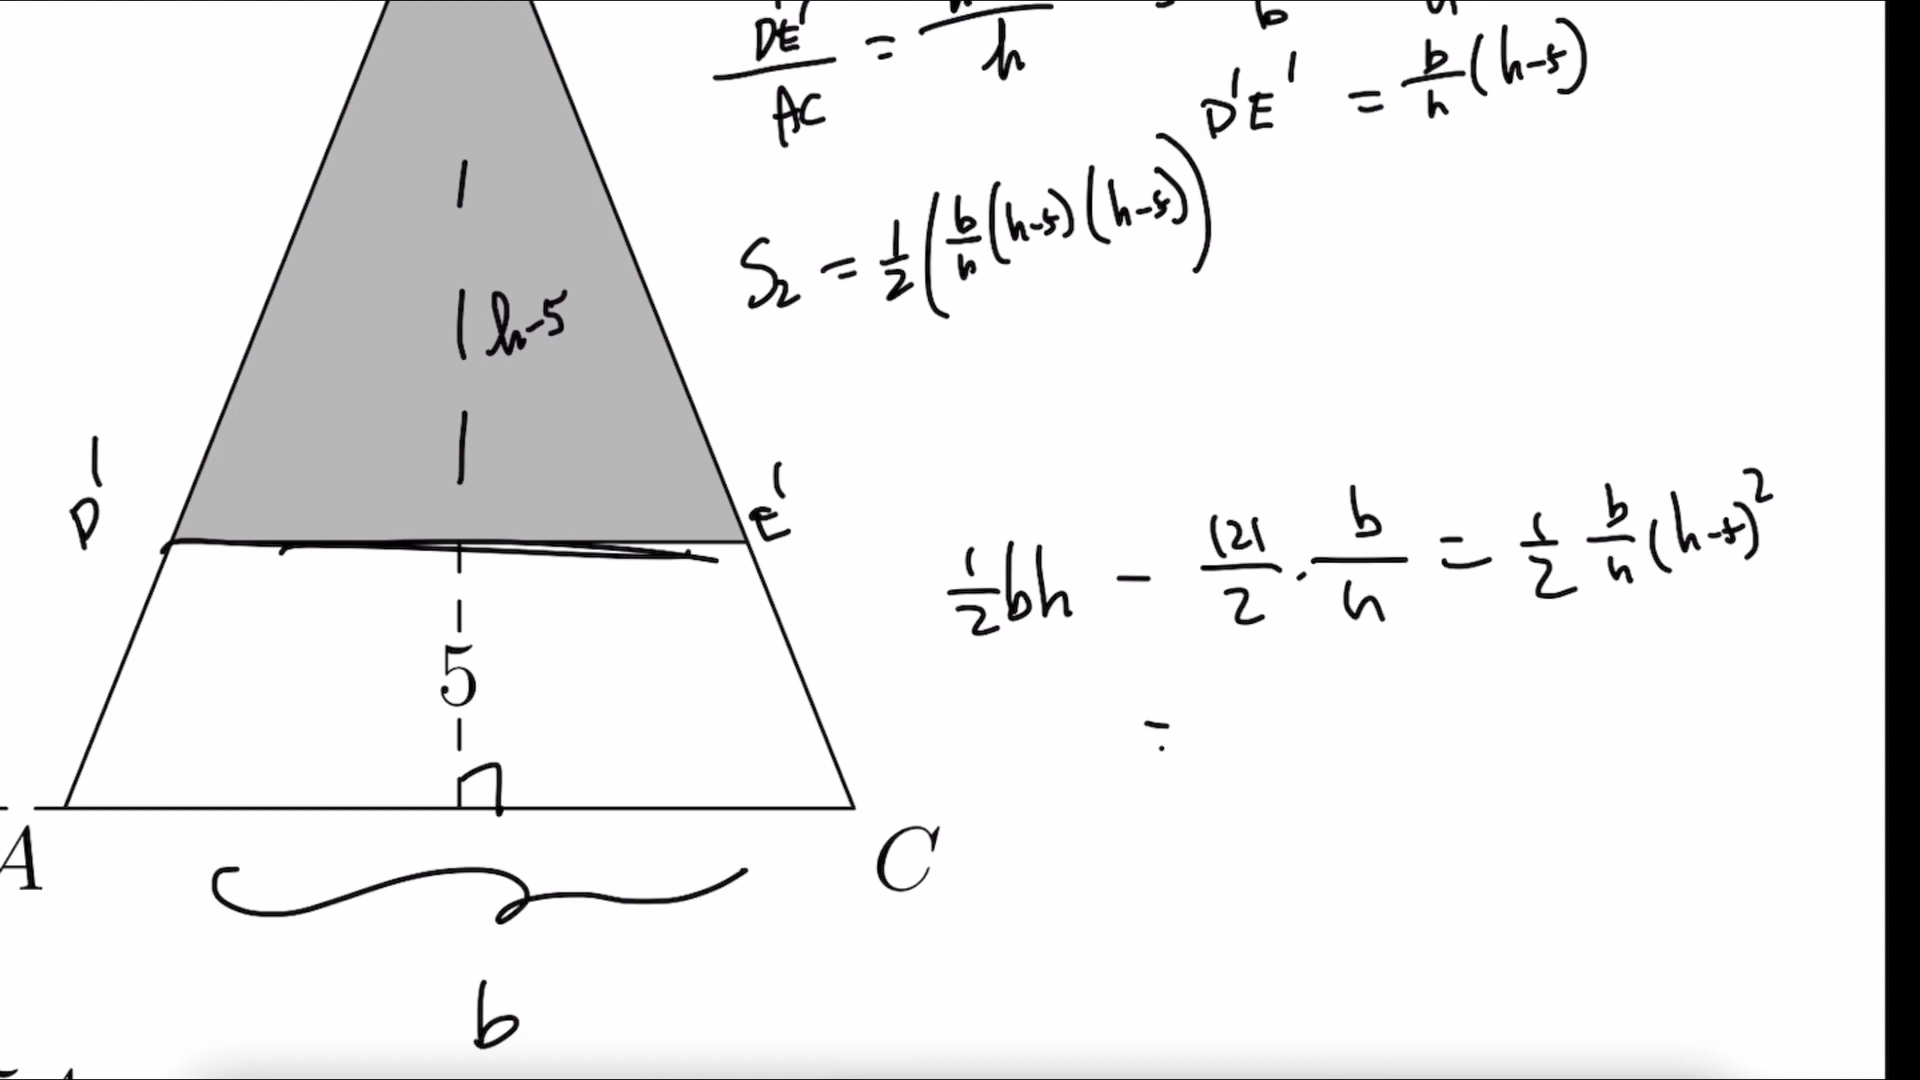 D'E' / AC = / h
b
D'E' = b/h (h-5)
S₂ = 1/2 (b/h (h-5)(h-5))
h-5
D'
E'
1/2 bh - 121/2 · b/h = 1/2 b/h (h-5)²
5
=
A
C
b